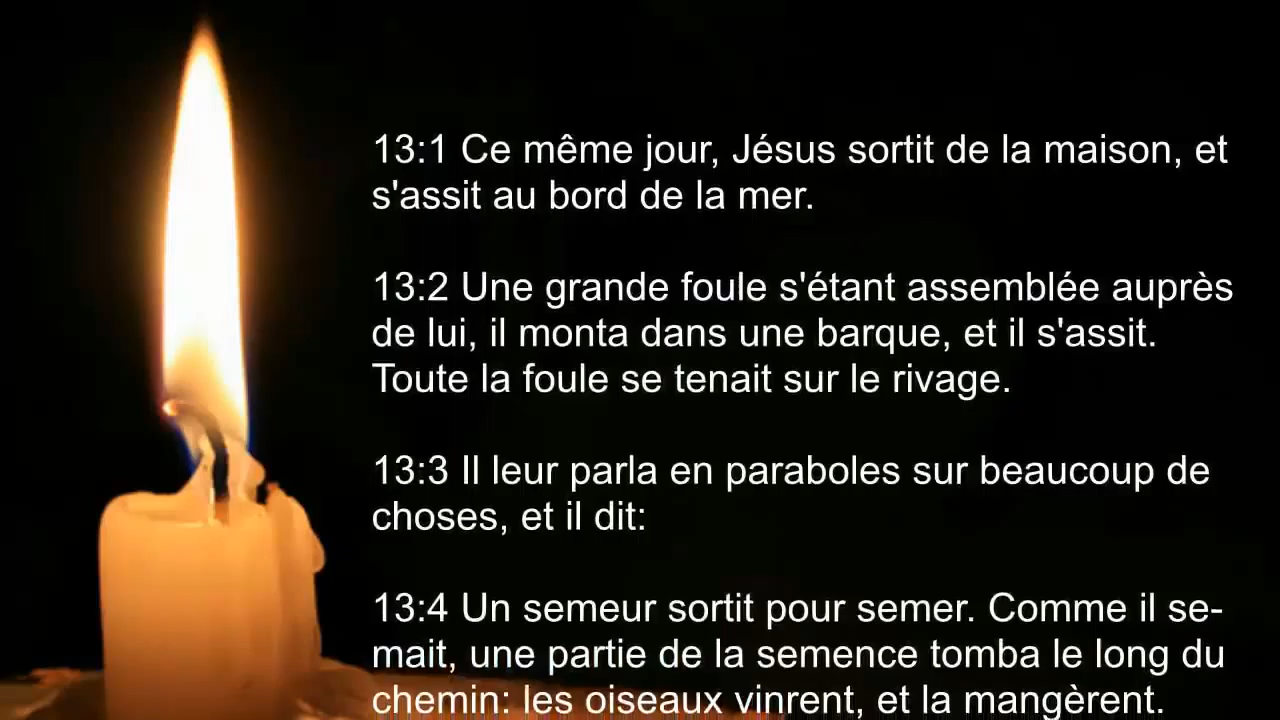 13:1 Ce même jour, Jésus sortit de la maison, et
s'assit au bord de la mer.
13:2 Une grande foule s'étant assemblée auprès
de lui, il monta dans une barque, et il s'assit.
Toute la foule se tenait sur le rivage.
13:3 Il leur parla en paraboles sur beaucoup de
choses, et il dit:
13:4 Un semeur sortit pour semer. Comme il se-
mait, une partie de la semence tomba le long du
chemin: les oiseaux vinrent, et la mangèrent.